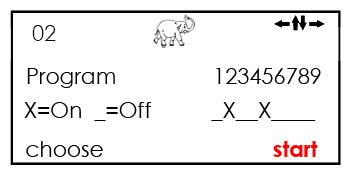 02
Program 123456789
X=On _=Off _X__X____
choose start